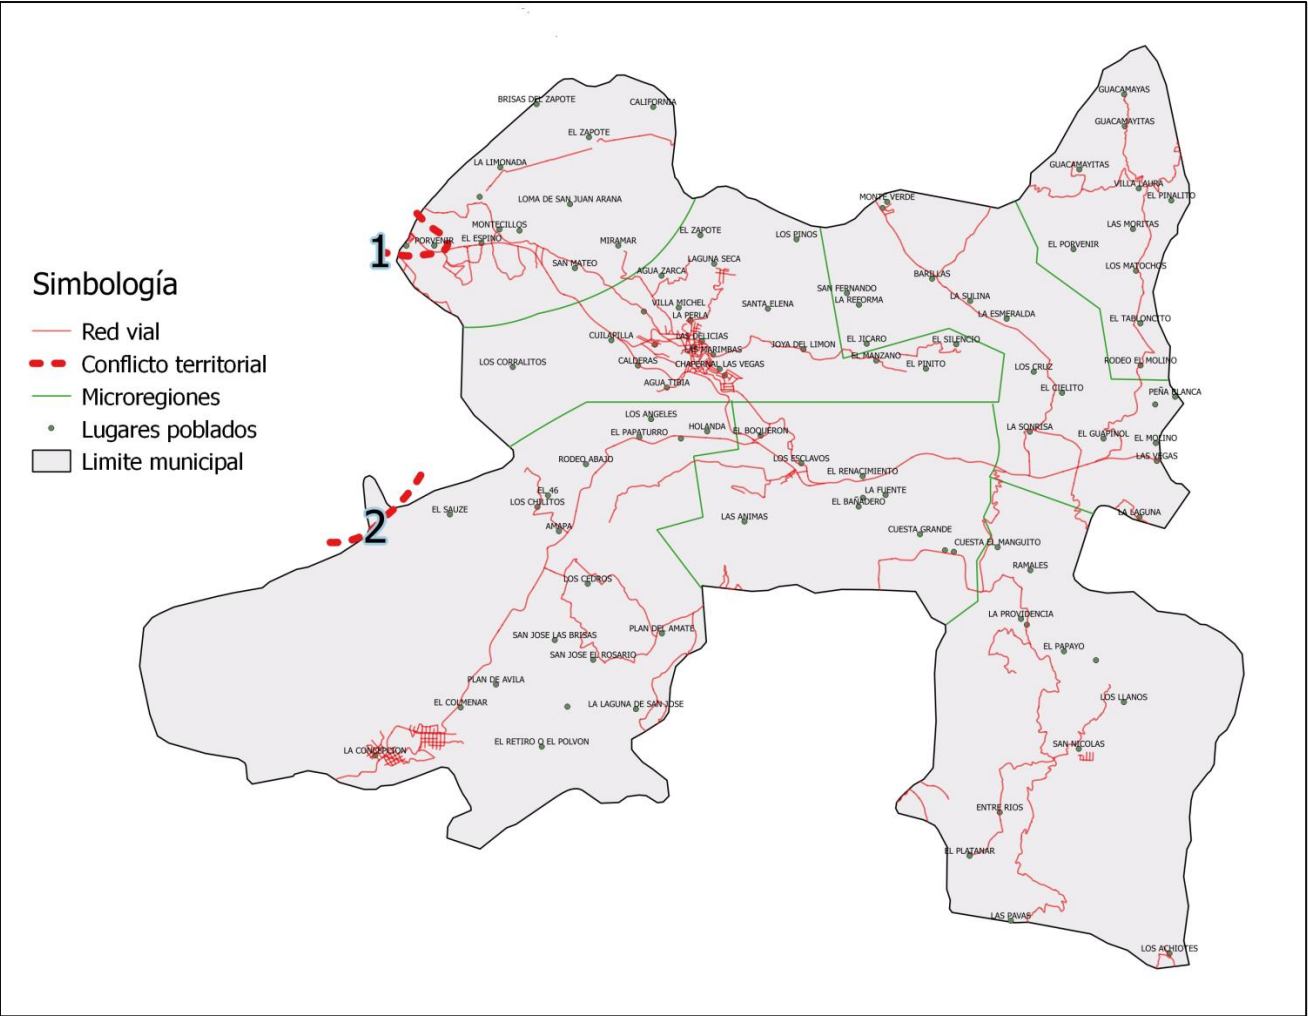 GUACAMAYAS
BRISAS DEL ZAPOTE
CALIFORNIA
GUACAMAYITAS
EL ZAPOTE
LA LIMONADA
GUACAMAYITAS
VILLA LAURA
EL PINALITO
LOMA DE SAN JUAN ARANA
MONTE VERDE
MONTECILLOS
LAS MORITAS
EL ZAPOTE
LOS PINOS
1
PORVENIR
EL ESPINO
MIRAMAR
EL PORVENIR
SAN MATEO
AGUA ZARCA
LAGUNA SECA
BARILLAS
LOS MATOCHOS
Simbología
Red vial
Conflicto territorial
Microregiones
Lugares poblados
Limite municipal
SAN FERNANDO
LA REFORMA
LA SULINA
VILLA MICHEL
SANTA ELENA
LA PERLA
LA ESMERALDA
EL TABLONCITO
CUILAPILLA
LAS DELICIAS
EL JICARO
EL SILENCIO
JOYA DEL LIMON
LAS MARIMBAS
EL MANZANO
LOS CORRALITOS
CALDERAS
CHAPERNAL LAS VEGAS
EL PINITO
LOS CRUZ
RODEO EL MOLINO
AGUA TIBIA
EL CIELITO
PEÑA BLANCA
LOS ANGELES
EL PAPATURRO
HOLANDA
EL BOQUERON
LA SONRISA
EL GUAPINOL
EL MOLINO
RODEO ABAJO
LOS ESCLAVOS
LAS VEGAS
EL RENACIMIENTO
EL 46
LA FUENTE
LOS CHILITOS
EL BAÑADERO
EL SAUZE
2
AMAPA
LAS ANIMAS
LA LAGUNA
CUESTA GRANDE
CUESTA EL MANGUITO
RAMALES
LOS CEDROS
LA PROVIDENCIA
PLAN DEL AMATE
SAN JOSE LAS BRISAS
EL PAPAYO
SAN JOSE EL ROSARIO
PLAN DE AVILA
LOS LLANOS
EL COLMENAR
LA LAGUNA DE SAN JOSE
EL RETIRO O EL POLVON
SAN NICOLAS
LA CONCEPCION
ENTRE RIOS
EL PLATANAR
LAS PAVAS
LOS ACHIOTES